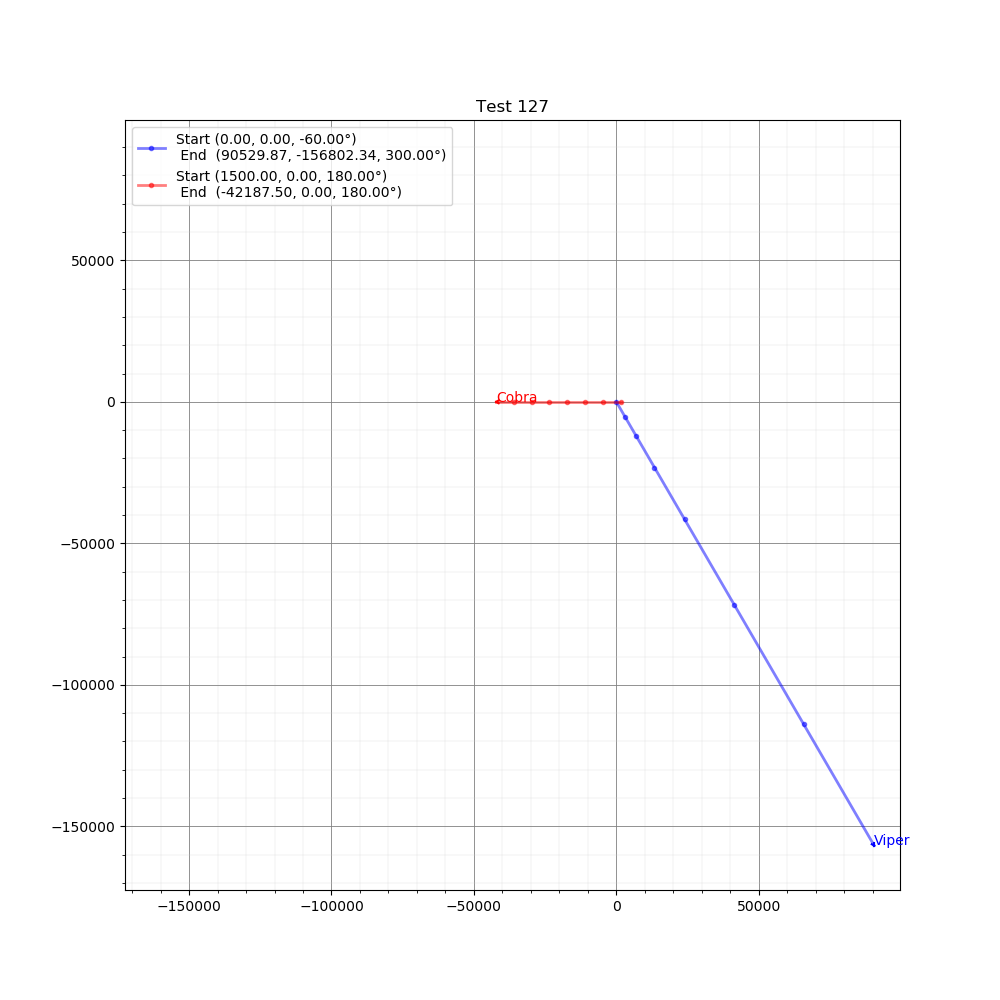 Test 127
Start (0.00, 0.00, -60.00°)
End  (90529.87, -156802.34, 300.00°)
Start (1500.00, 0.00, 180.00°)
End  (-42187.50, 0.00, 180.00°)
50000
0
−50000
−100000
−150000
Cobra
Viper
−150000
−100000
−50000
0
50000